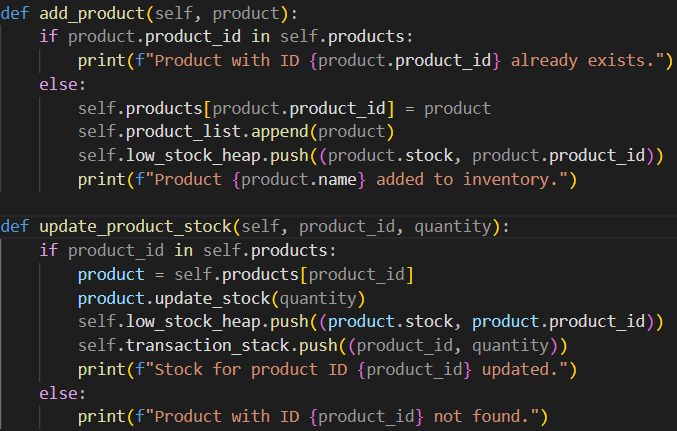 def add_product(self, product):
    if product.product_id in self.products:
        print(f"Product with ID {product.product_id} already exists.")
    else:
        self.products[product.product_id] = product
        self.product_list.append(product)
        self.low_stock_heap.push((product.stock, product.product_id))
        print(f"Product {product.name} added to inventory.")

def update_product_stock(self, product_id, quantity):
    if product_id in self.products:
        product = self.products[product_id]
        product.update_stock(quantity)
        self.low_stock_heap.push((product.stock, product.product_id))
        self.transaction_stack.push((product_id, quantity))
        print(f"Stock for product ID {product_id} updated.")
    else:
        print(f"Product with ID {product_id} not found.")